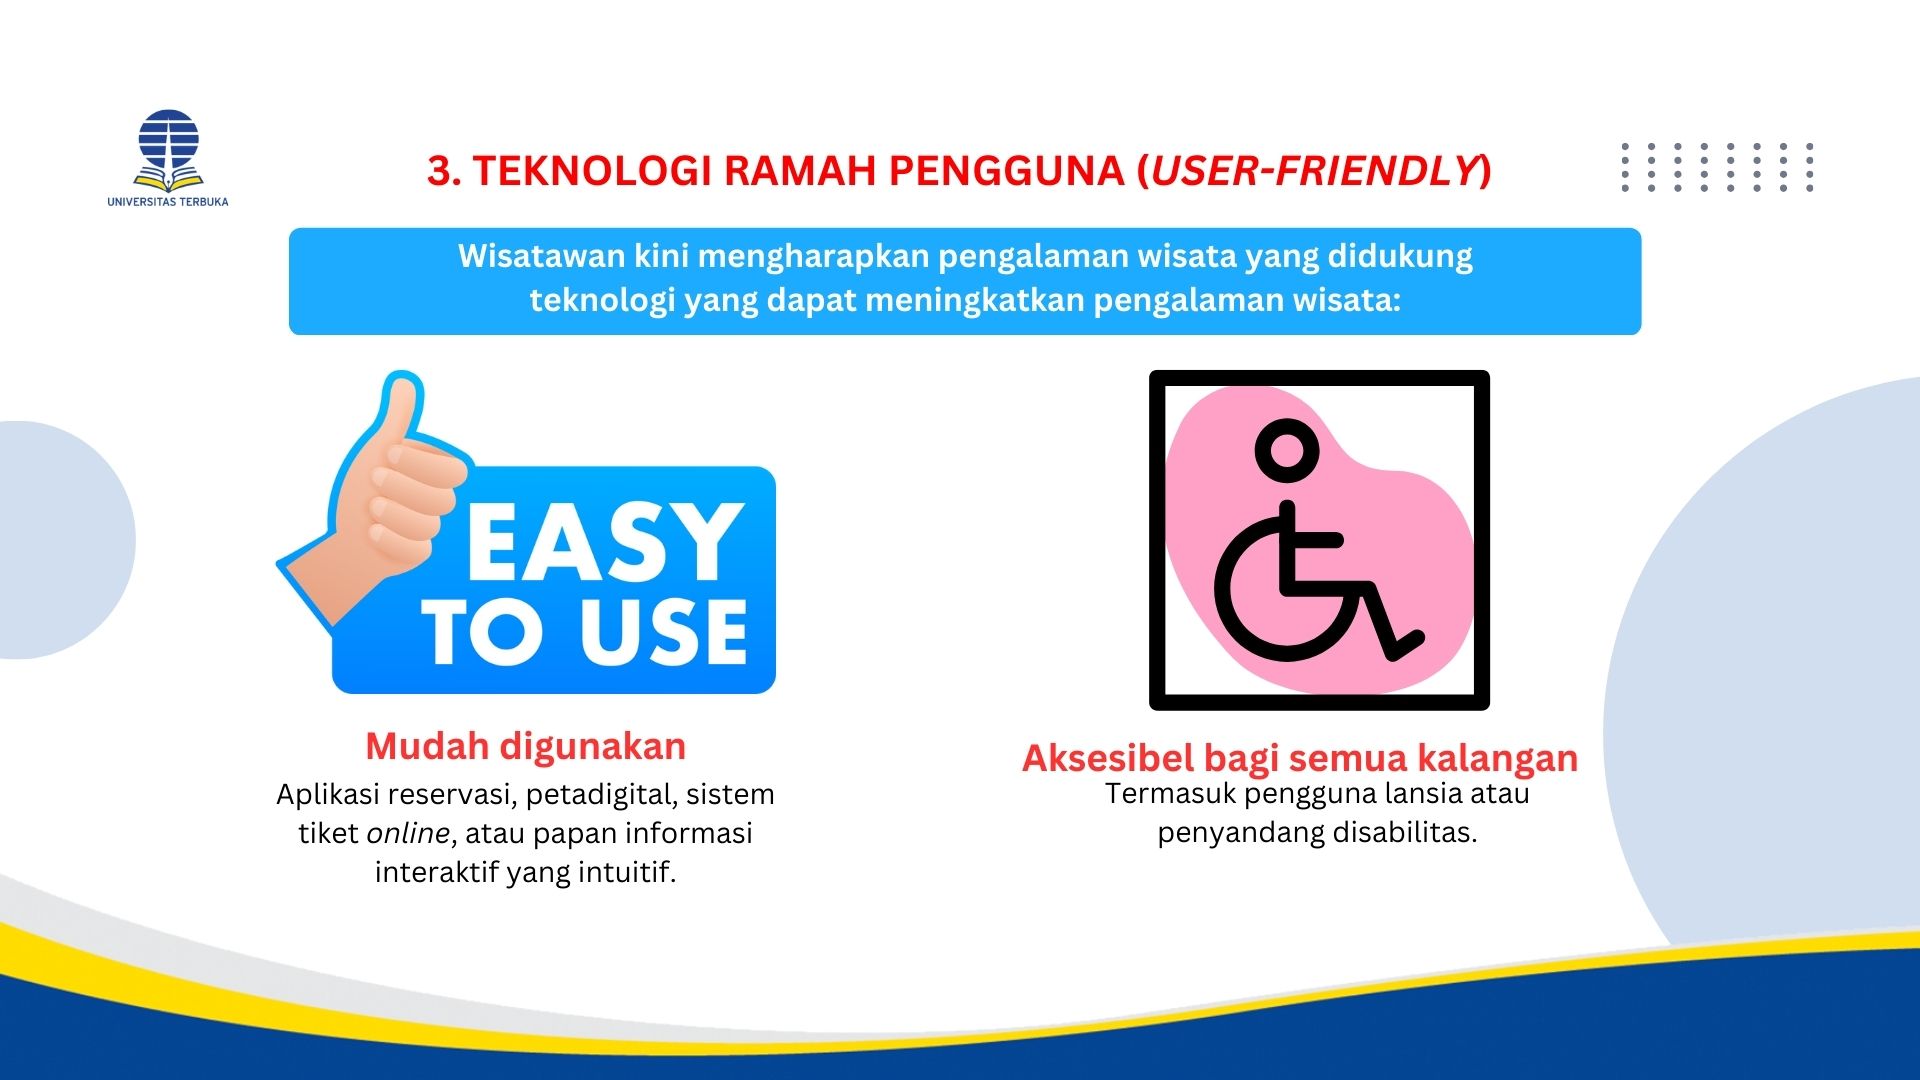 UNIVERSITAS TERBUKA
3. TEKNOLOGI RAMAH PENGGUNA (USER-FRIENDLY)
Wisatawan kini mengharapkan pengalaman wisata yang didukung
teknologi yang dapat meningkatkan pengalaman wisata:
EASY
TO USE
Mudah digunakan
Aplikasi reservasi, petadigital, sistem
tiket online, atau papan informasi
interaktif yang intuitif.
Aksesibel bagi semua kalangan
Termasuk pengguna lansia atau
penyandang disabilitas.